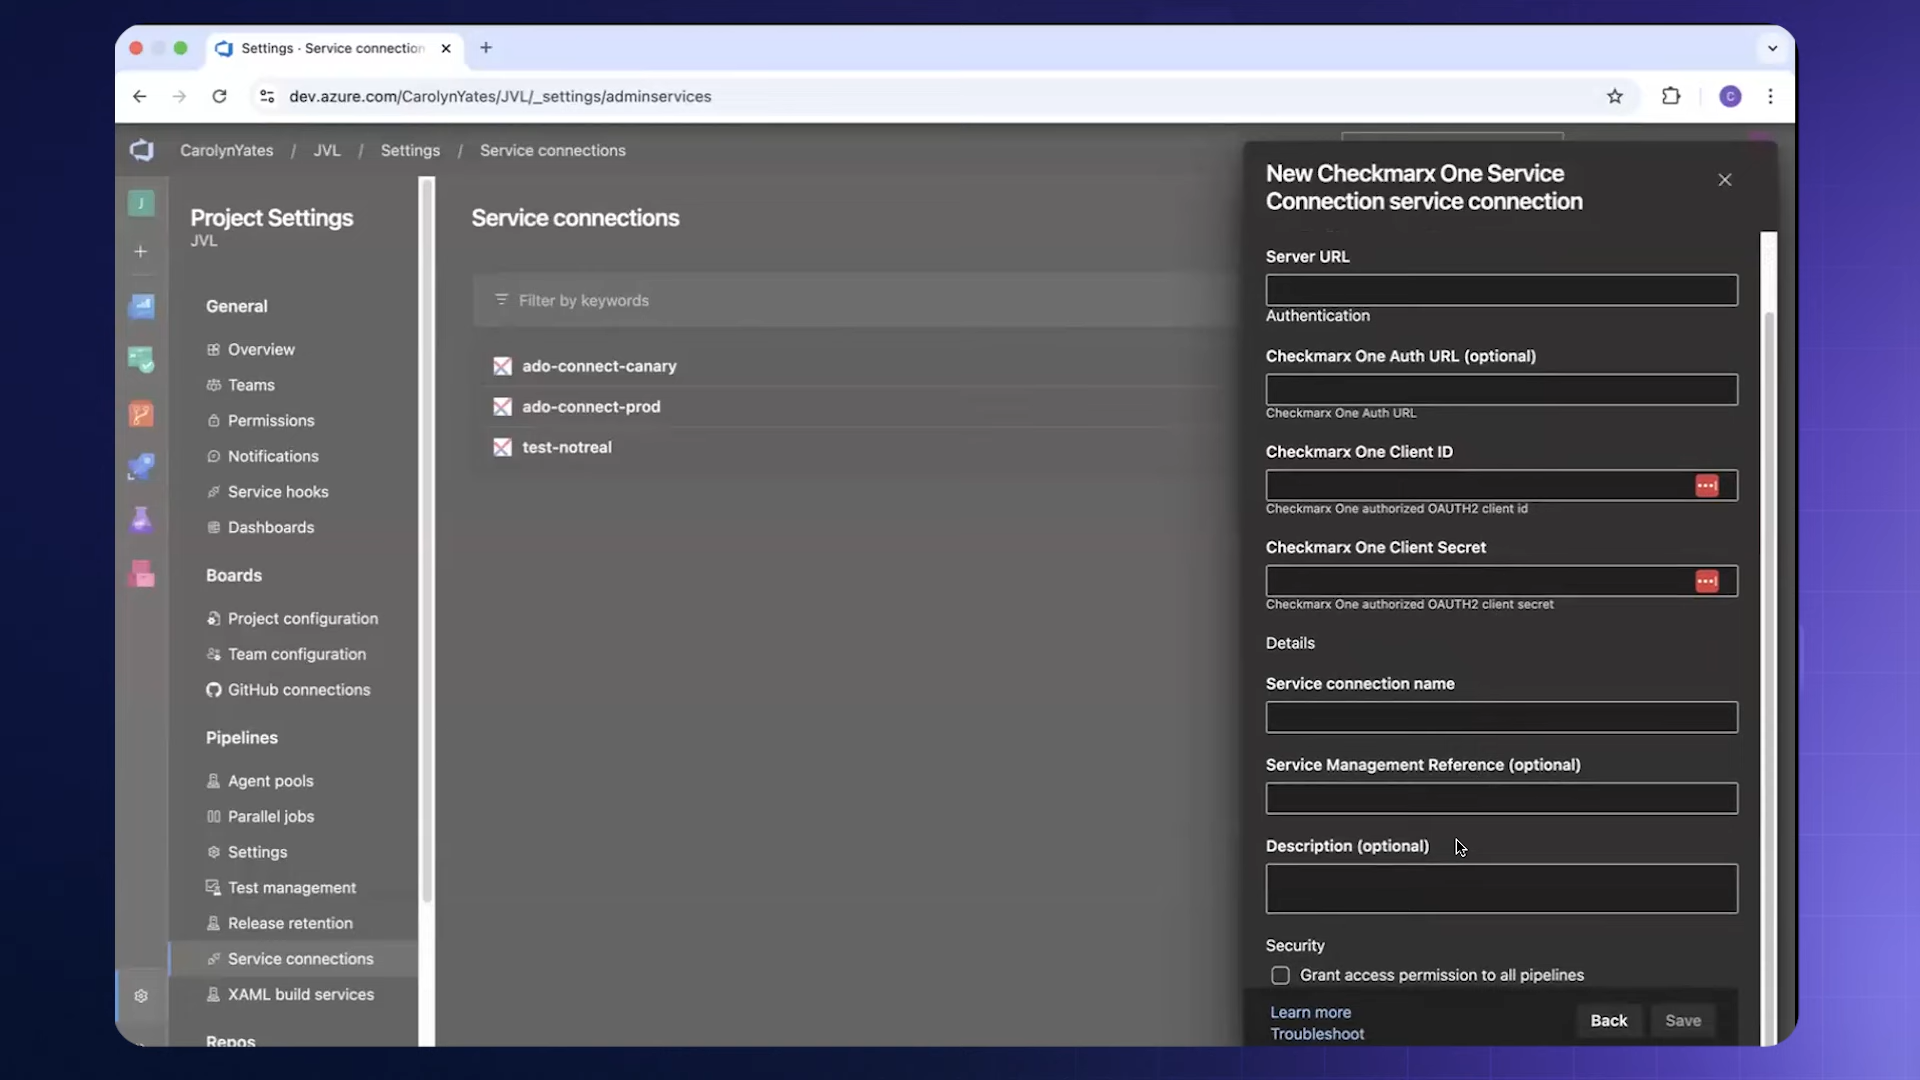 Settings · Service connection
dev.azure.com/CarolynYates/JVL/_settings/adminservices
C
CarolynYates / JVL / Settings / Service connections
J
Project Settings
JVL
General
Overview
Teams
Permissions
Notifications
Service hooks
Dashboards
Boards
Project configuration
Team configuration
GitHub connections
Pipelines
Agent pools
Parallel jobs
Settings
Test management
Release retention
Service connections
XAML build services
Repos
Service connections
Filter by keywords
ado-connect-canary
ado-connect-prod
test-notreal
New Checkmarx One Service
Connection service connection
Server URL
Authentication
Checkmarx One Auth URL (optional)
Checkmarx One Auth URL
Checkmarx One Client ID
Checkmarx One authorized OAUTH2 client id
Checkmarx One Client Secret
Checkmarx One authorized OAUTH2 client secret
Details
Service connection name
Service Management Reference (optional)
Description (optional)
Security
Grant access permission to all pipelines
Learn more
Troubleshoot
Back
Save